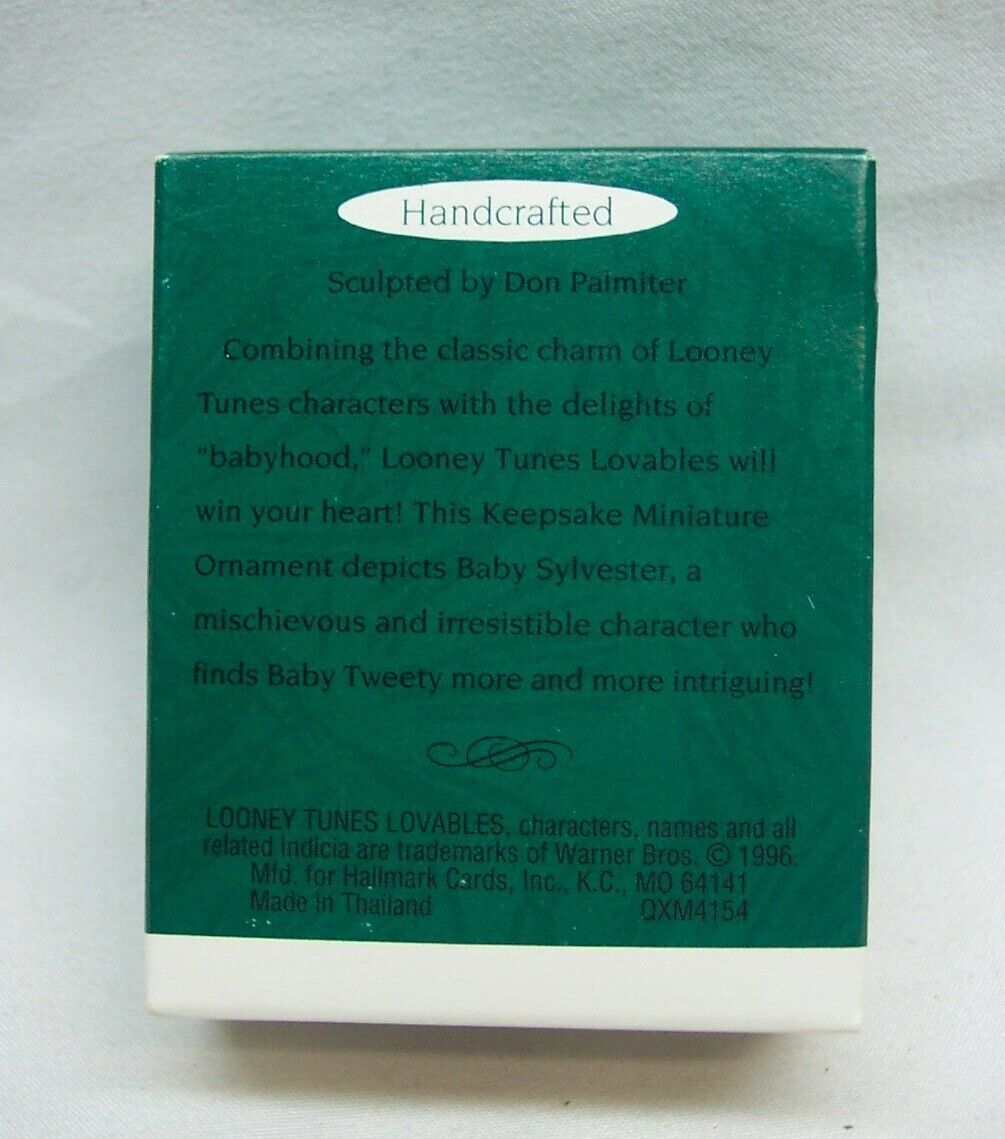 Handcrafted
Sculpted by Don Palmiter
Combining the classic charm of Looney
Tunes characters with the delights of
"babyhood," Looney Tunes Lovables will
win your heart! This Keepsake Miniature
Ornament depicts Baby Sylvester, a
mischievous and irresistible character who
finds Baby Tweety more and more intriguing!
LOONEY TUNES LOVABLES, characters, names and all
related indicia are trademarks of Warner Bros. © 1996.
Mfd. for Hallmark Cards, Inc., K.C., MO 64141
Made in Thailand QXM4154